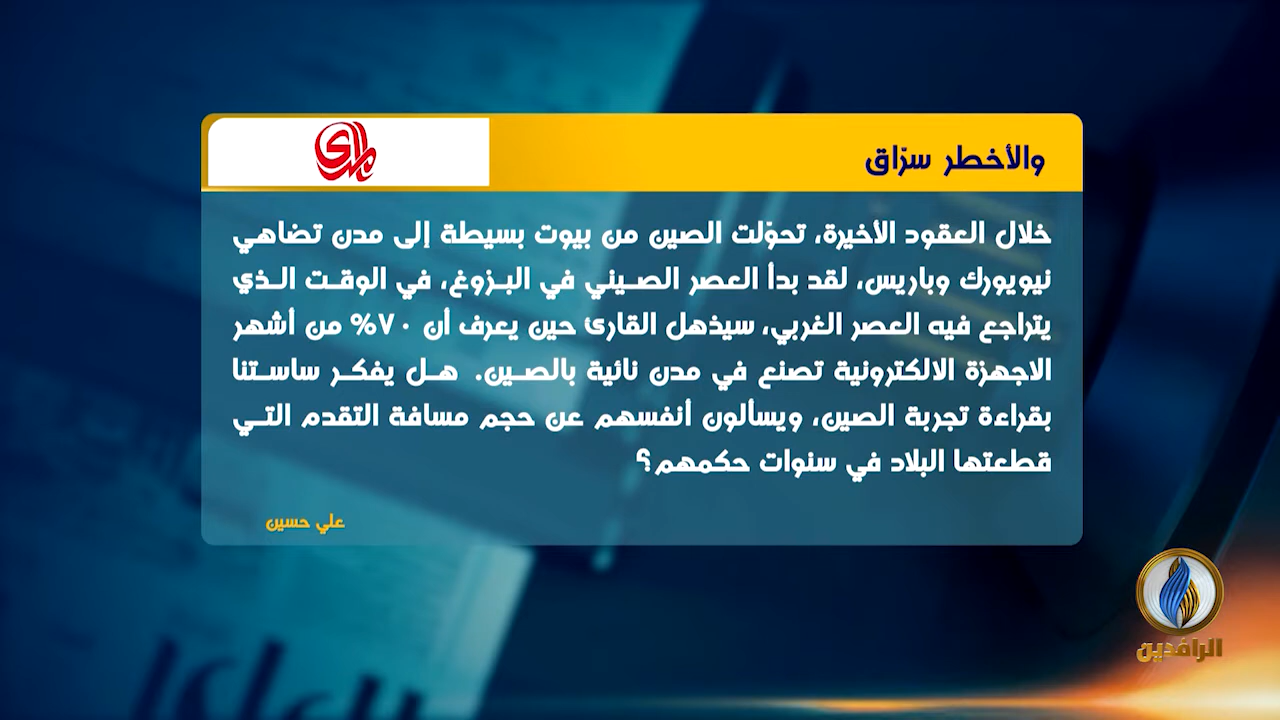 والأخطر سرّاق
المدى
خلال العقود الأخيرة، تحوّلت الصين من بيوت بسيطة إلى مدن تضاهي
نيويورك وباريس، لقد بدأ العصر الصيني في البزوغ، في الوقت الذي
يتراجع فيه العصر الغربي، سيذهل القارئ حين يعرف أن ٧٠% من أشهر
الاجهزة الالكترونية تصنع في مدن نائية بالصين. هل يفكر ساستنا
بقراءة تجربة الصين، ويسألون أنفسهم عن حجم مسافة التقدم التي
قطعتها البلاد في سنوات حكمهم؟
علي حسين
الرافدين